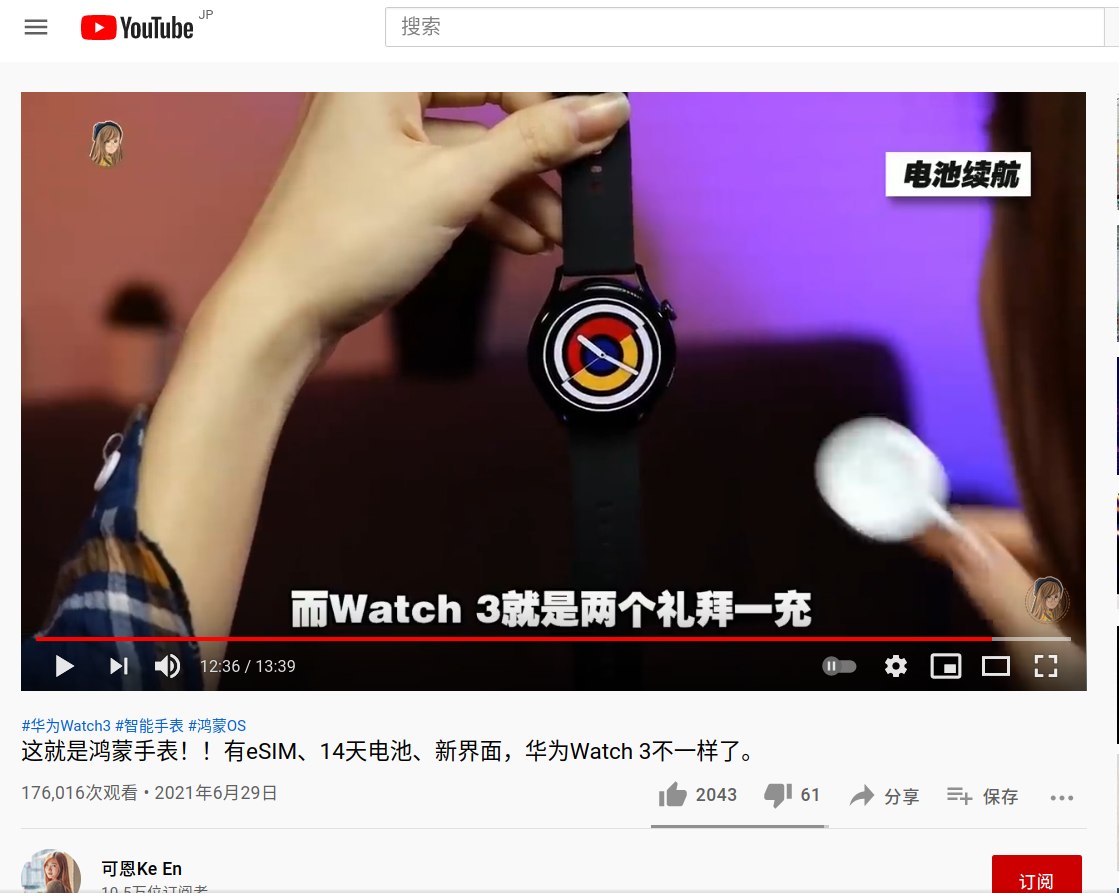 YouTube JP
搜索
电池续航
而Watch 3就是两个礼拜一充
12:36 / 13:39
#华为Watch3 #智能手表 #鸿蒙OS
这就是鸿蒙手表！！有eSIM、14天电池、新界面，华为Watch 3不一样了。
176,016次观看 • 2021年6月29日
2043
61
分享
保存
可恩Ke En
10.5万位订阅者
订阅